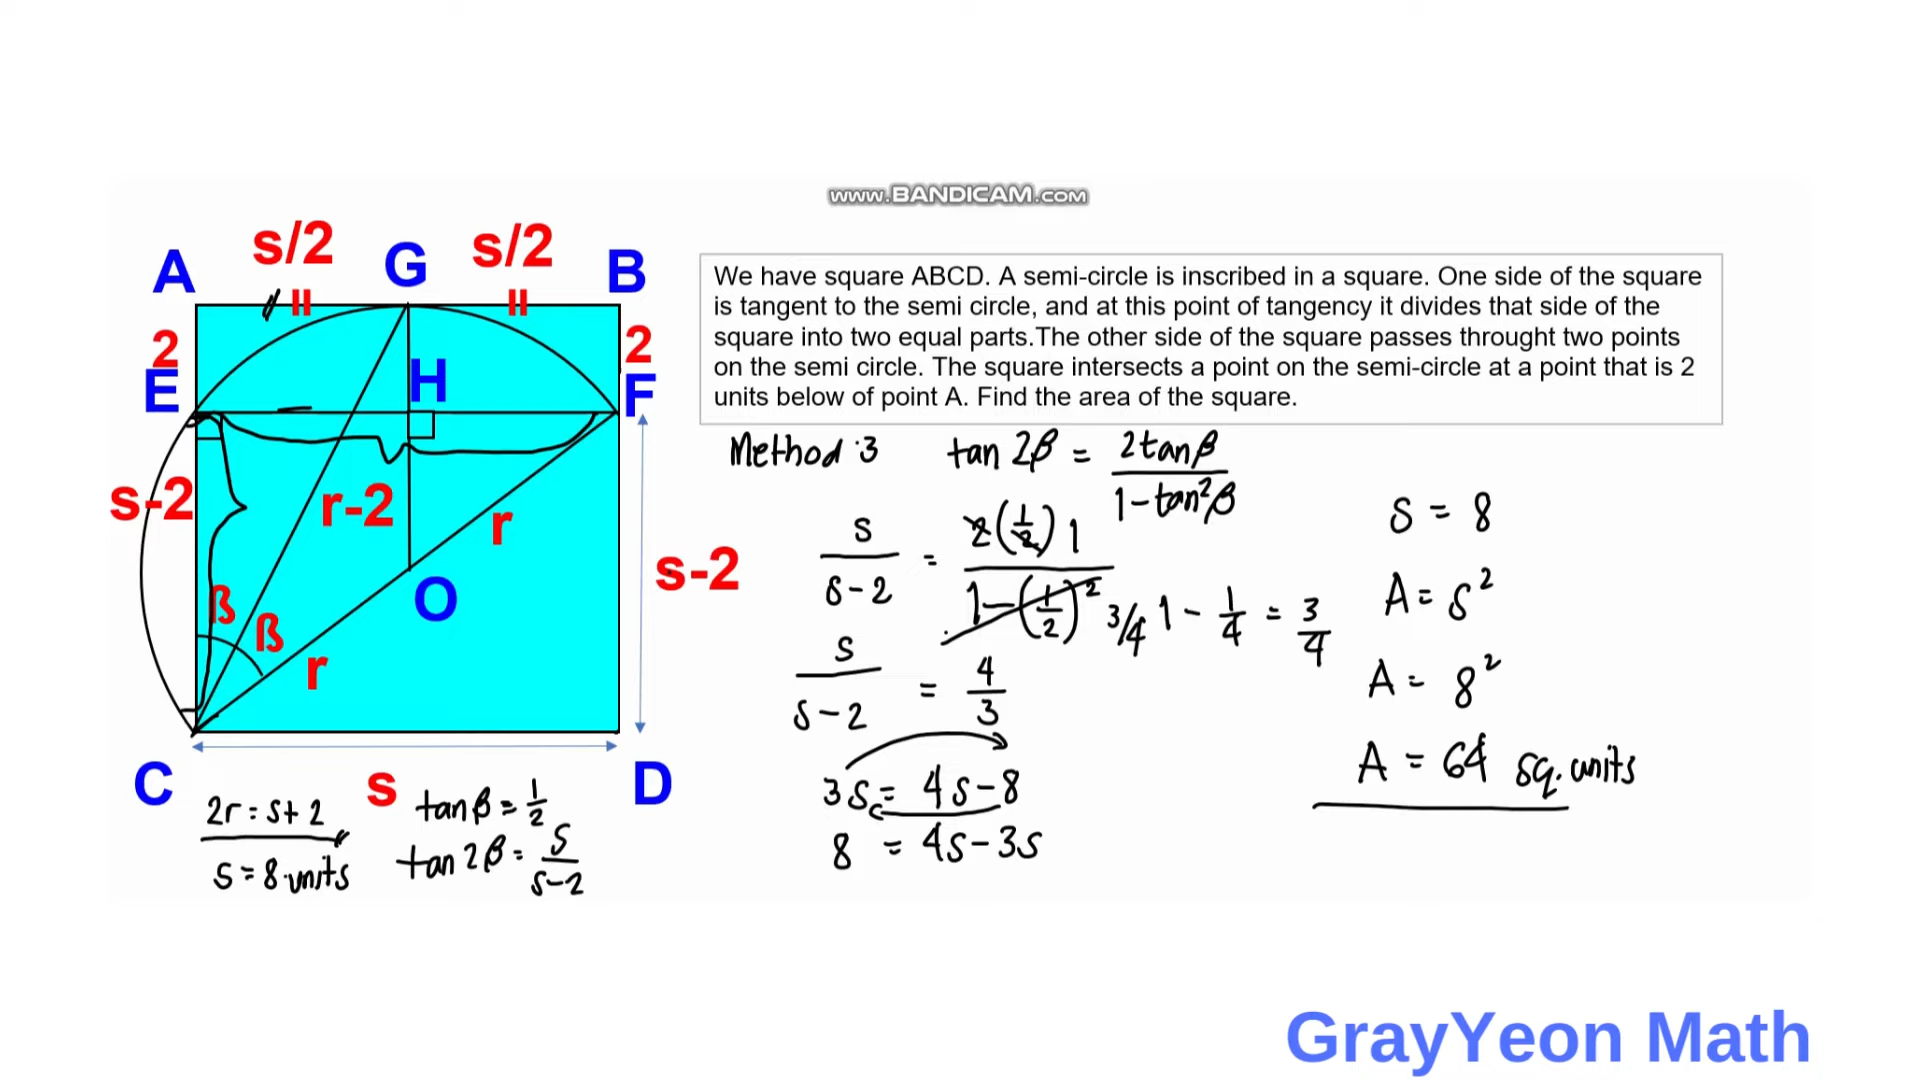 www.BANDICAM.com
s/2 s/2
A G B
2 2
E H F
s-2 r-2 r
s-2
ß ß O
r
C s D
We have square ABCD. A semi-circle is inscribed in a square. One side of the square
is tangent to the semi circle, and at this point of tangency it divides that side of the
square into two equal parts.The other side of the square passes throught two points
on the semi circle. The square intersects a point on the semi-circle at a point that is 2
units below of point A. Find the area of the square.
2r = s + 2
s = 8 units
tanβ = 1/2
tan 2β = s/s-2
Method 3
tan 2β = 2tanβ/1-tan²β
s/s-2 = 2(1/2) 1/1-(1/2)² 3/4 1 - 1/4 = 3/4
s/s-2 = 4/3
3s = 4s-8
8 = 4s-3s
s = 8
A = s²
A = 8²
A = 64 sq. units
GrayYeon Math